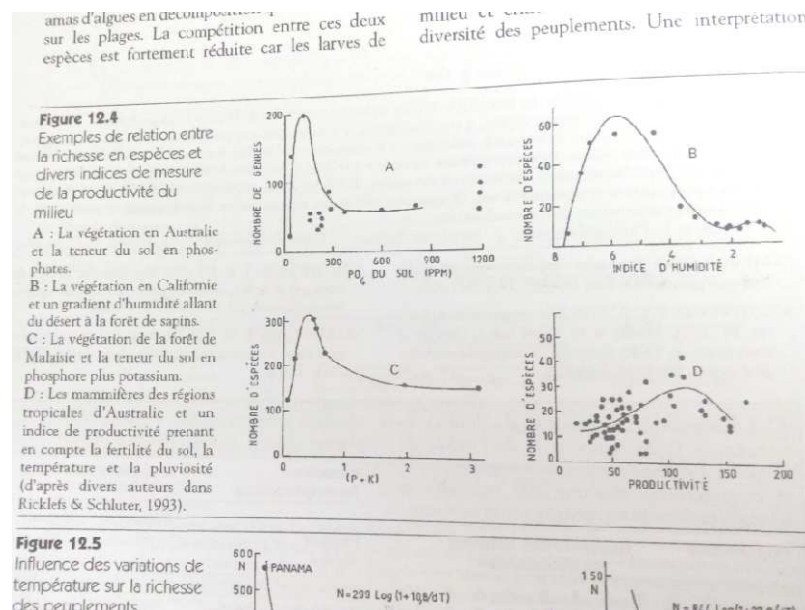 amas d'algues en
sur les plages. La compétition entre ces deux
espèces est fortement réduite car les larves de
milieu et
diversité des peuplements. Une interprétation
Figure 12.4
Exemples de relation entre
la richesse en espèces et
divers indices de mesure
de la productivité du
milieu
A : La végétation en Australie
et la teneur du sol en phos-
phates.
B : La végétation en Californie
et un gradient d'humidité allant
du désert à la forêt de sapins.
C : La végétation de la forêt de
Malaisie et la teneur du sol en
phosphore plus potassium.
D : Les mammifères des régions
tropicales d'Australie et un
indice de productivité prenant
en compte la fertilité du sol, la
température et la pluviosité
(d'après divers auteurs dans
Ricklefs & Schluter, 1993).
NOMBRE DE GENRES
200
100
0
A
0 300 600 900 1200
PO4 DU SOL (PPM)
NOMBRE D'ESPÈCES
60
40
20
B
8 6 4 2
INDICE D'HUMIDITÉ
NOMBRE D'ESPÈCES
300
200
100
C
0 1 2 3
(P+K)
NOMBRE D'ESPÈCES
50
40
30
20
10
0
D
0 50 100 150 200
PRODUCTIVITÉ
Figure 12.5
Influence des variations de
température sur la richesse
des peuplements
600
N
500
PANAMA
N=299 Log (1+10,8/dT)
150
N